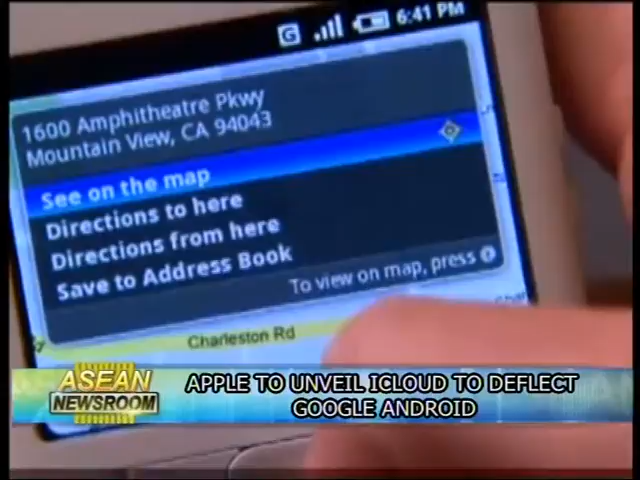 G 6:41 PM
1600 Amphitheatre Pkwy
Mountain View, CA 94043
See on the map
Directions to here
Directions from here
Save to Address Book
To view on map, press
Charleston Rd
ASEAN
NEWSROOM
APPLE TO UNVEIL ICLOUD TO DEFLECT
GOOGLE ANDROID